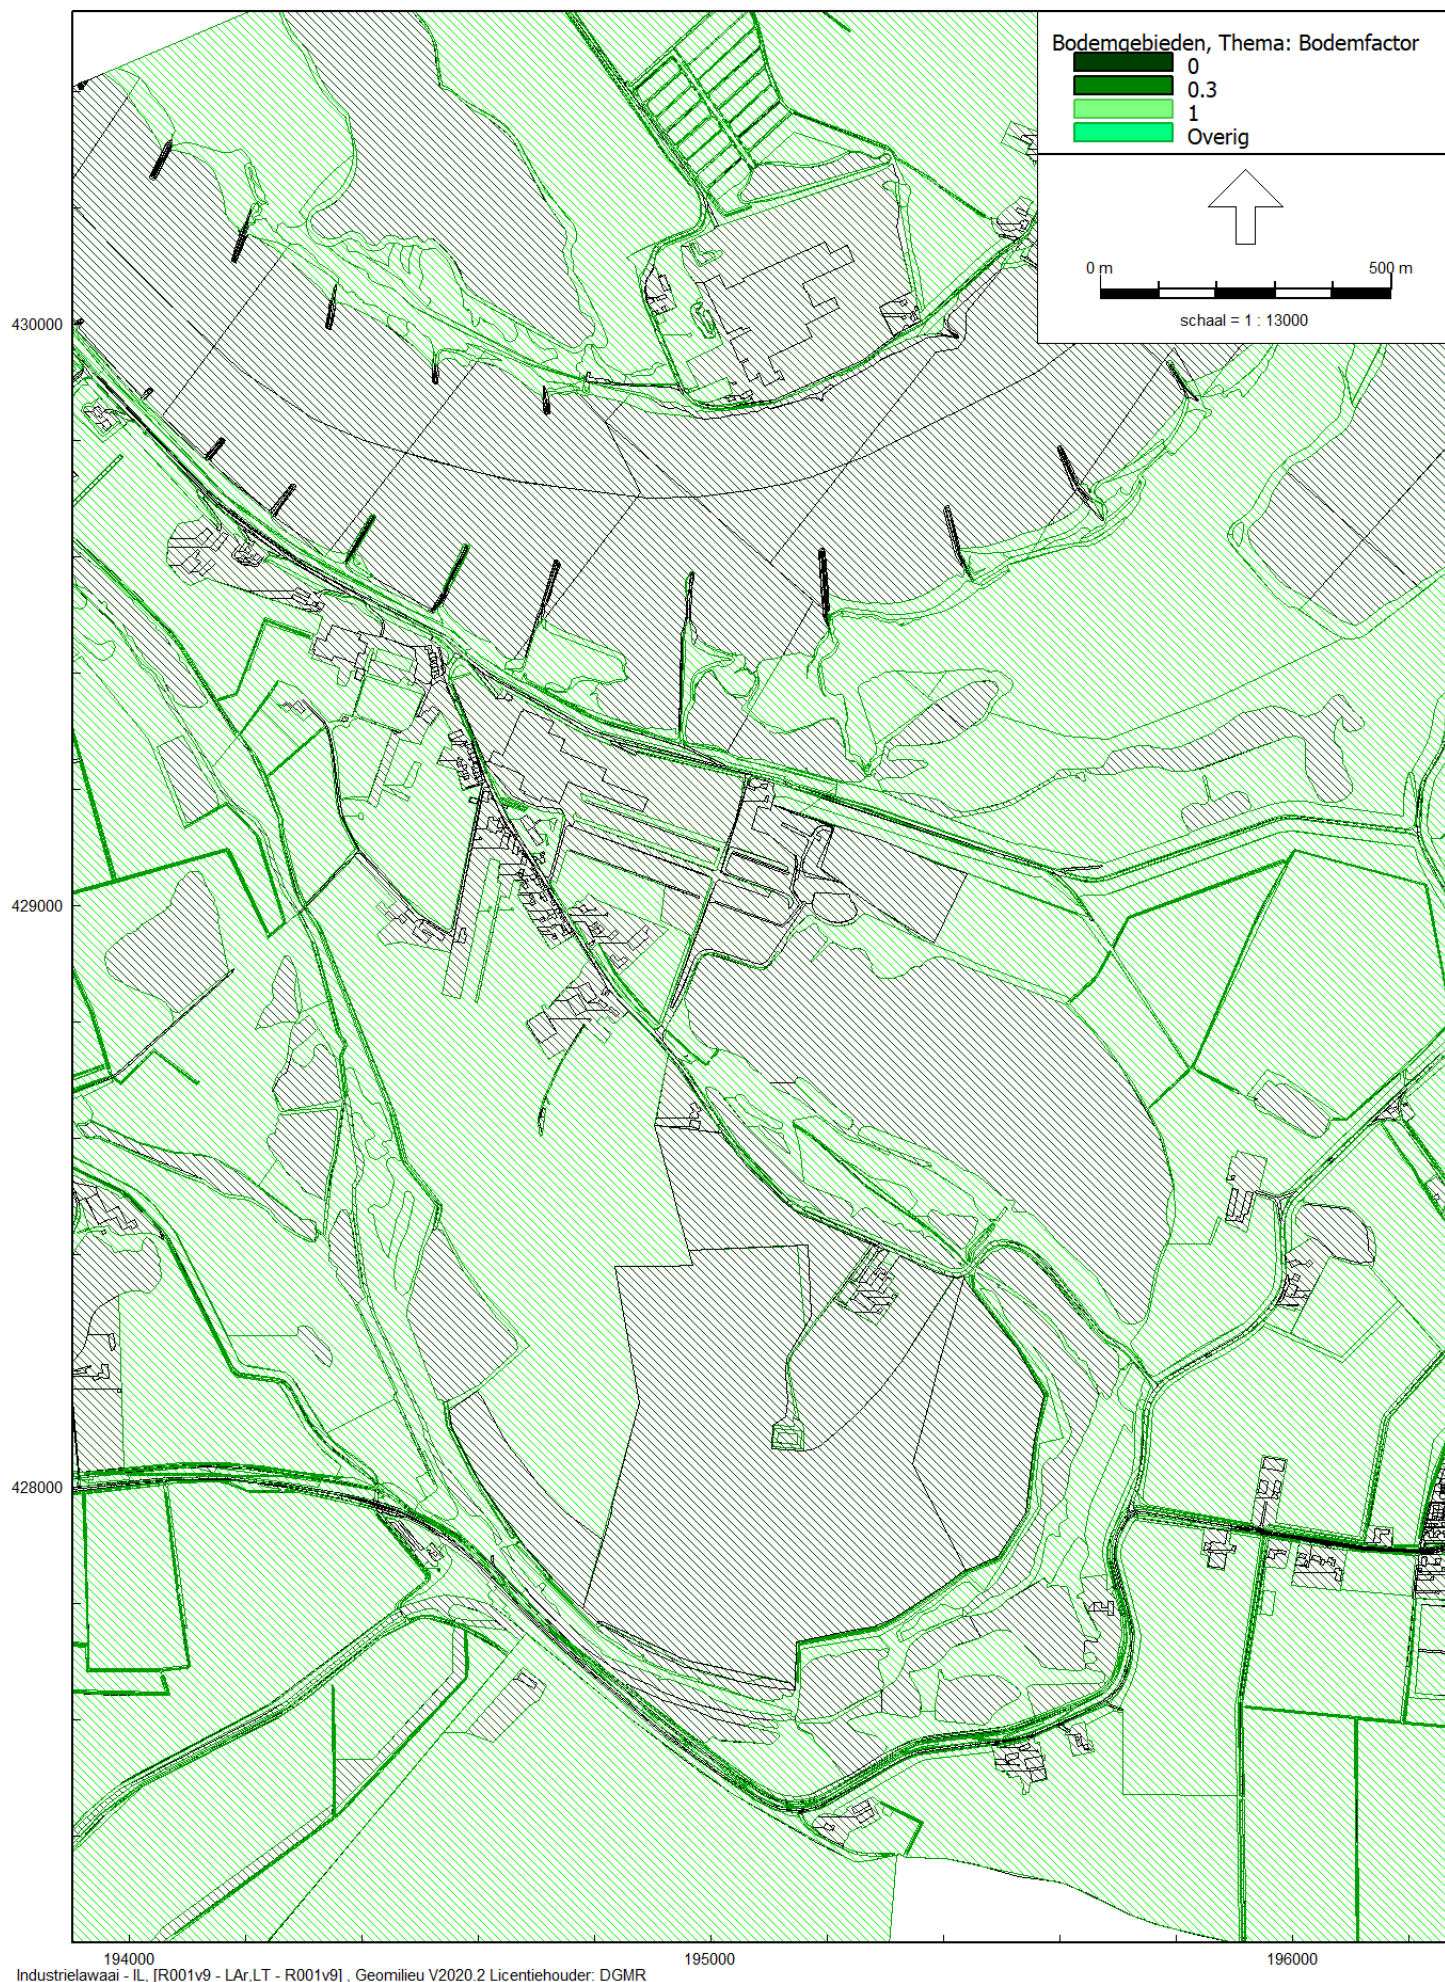 Bodemgebieden, Thema: Bodemfactor
0
0.3
1
Overig
0 m 500 m
schaal = 1 : 13000
430000
429000
428000
194000 195000 196000
Industrielawaai - IL, [R001v9 - LAr,LT - R001v9] , Geomilieu V2020.2 Licentiehouder: DGMR